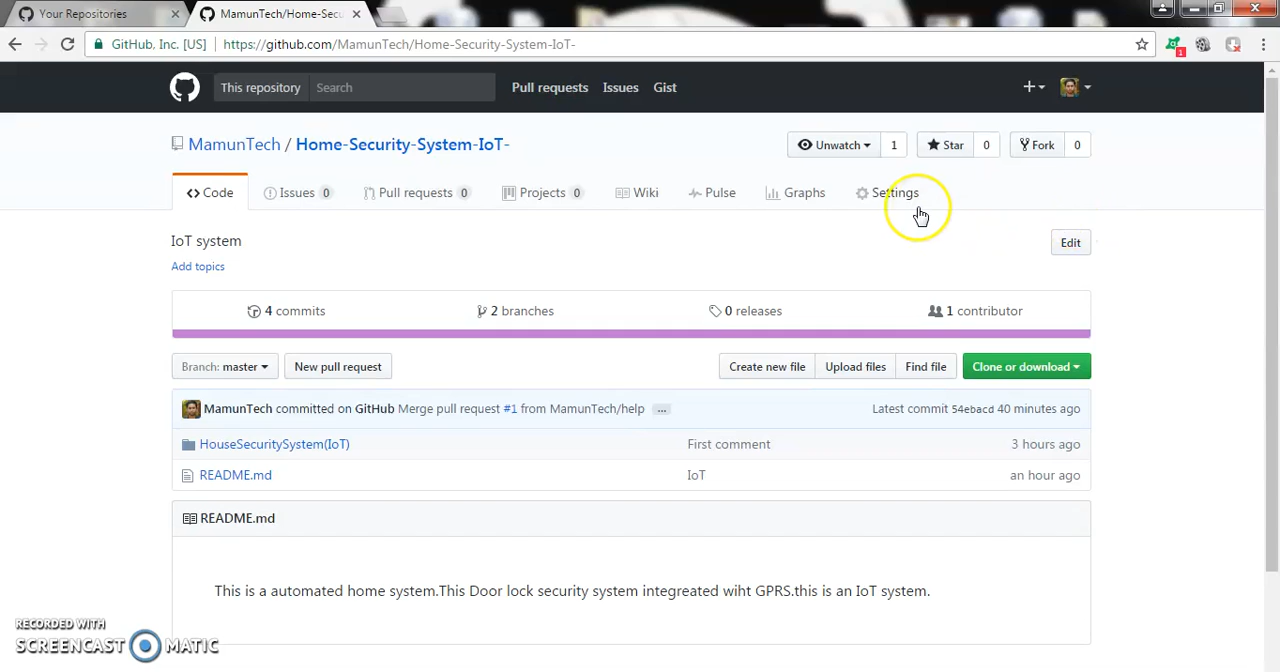 Your Repositories
MamunTech/Home-Secu
GitHub, Inc. [US] https://github.com/MamunTech/Home-Security-System-IoT-
1
This repository Search Pull requests Issues Gist
MamunTech / Home-Security-System-IoT-
Unwatch 1 Star 0 Fork 0
Code Issues 0 Pull requests 0 Projects 0 Wiki Pulse Graphs Settings
IoT system
Edit
Add topics
4 commits 2 branches 0 releases 1 contributor
Branch: master New pull request Create new file Upload files Find file Clone or download
MamunTech committed on GitHub Merge pull request #1 from MamunTech/help ... Latest commit 54ebacd 40 minutes ago
HouseSecuritySystem(IoT) First comment 3 hours ago
README.md IoT an hour ago
README.md
This is a automated home system.This Door lock security system integreated wiht GPRS.this is an IoT system.
RECORDED WITH
SCREENCAST MATIC